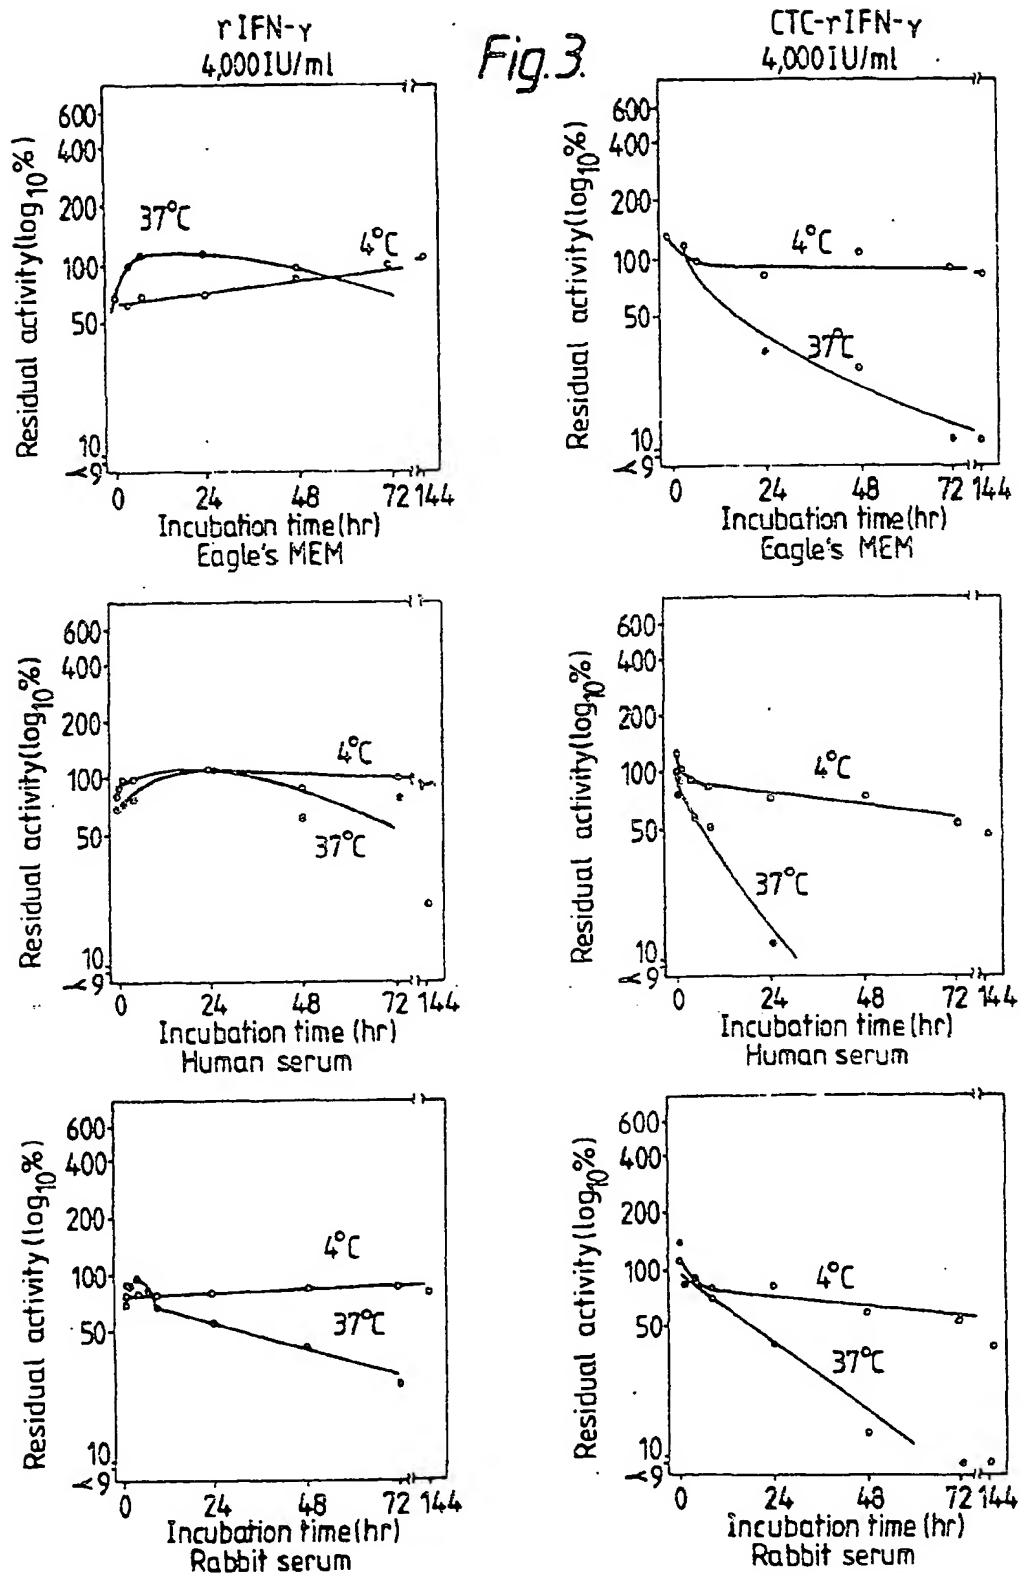 rIFN-γ
4,000IU/ml
Fig.3.
CTC-rIFN-γ
4,000IU/ml
Residual activity(log10%)
600
400
200
100
50
10
<9
37°C
4°C
0 24 48 72 144
Incubation time(hr)
Eagle's MEM
Residual activity(log10%)
600
400
200
100
50
10
<9
4°C
37°C
0 24 48 72 144
Incubation time(hr)
Eagle's MEM
Residual activity(log10%)
600
400
200
100
50
10
<9
4°C
37°C
0 24 48 72 144
Incubation time (hr)
Human serum
Residual activity(log10%)
600
400
200
100
50
10
<9
4°C
37°C
0 24 48 72 144
Incubation time(hr)
Human serum
Residual activity (log10%)
600
400
200
100
50
10
<9
4°C
37°C
0 24 48 72 144
Incubation time(hr)
Rabbit serum
Residual activity(log10%)
600
400
200
100
50
10
<9
4°C
37°C
0 24 48 72 144
Incubation time (hr)
Rabbit serum